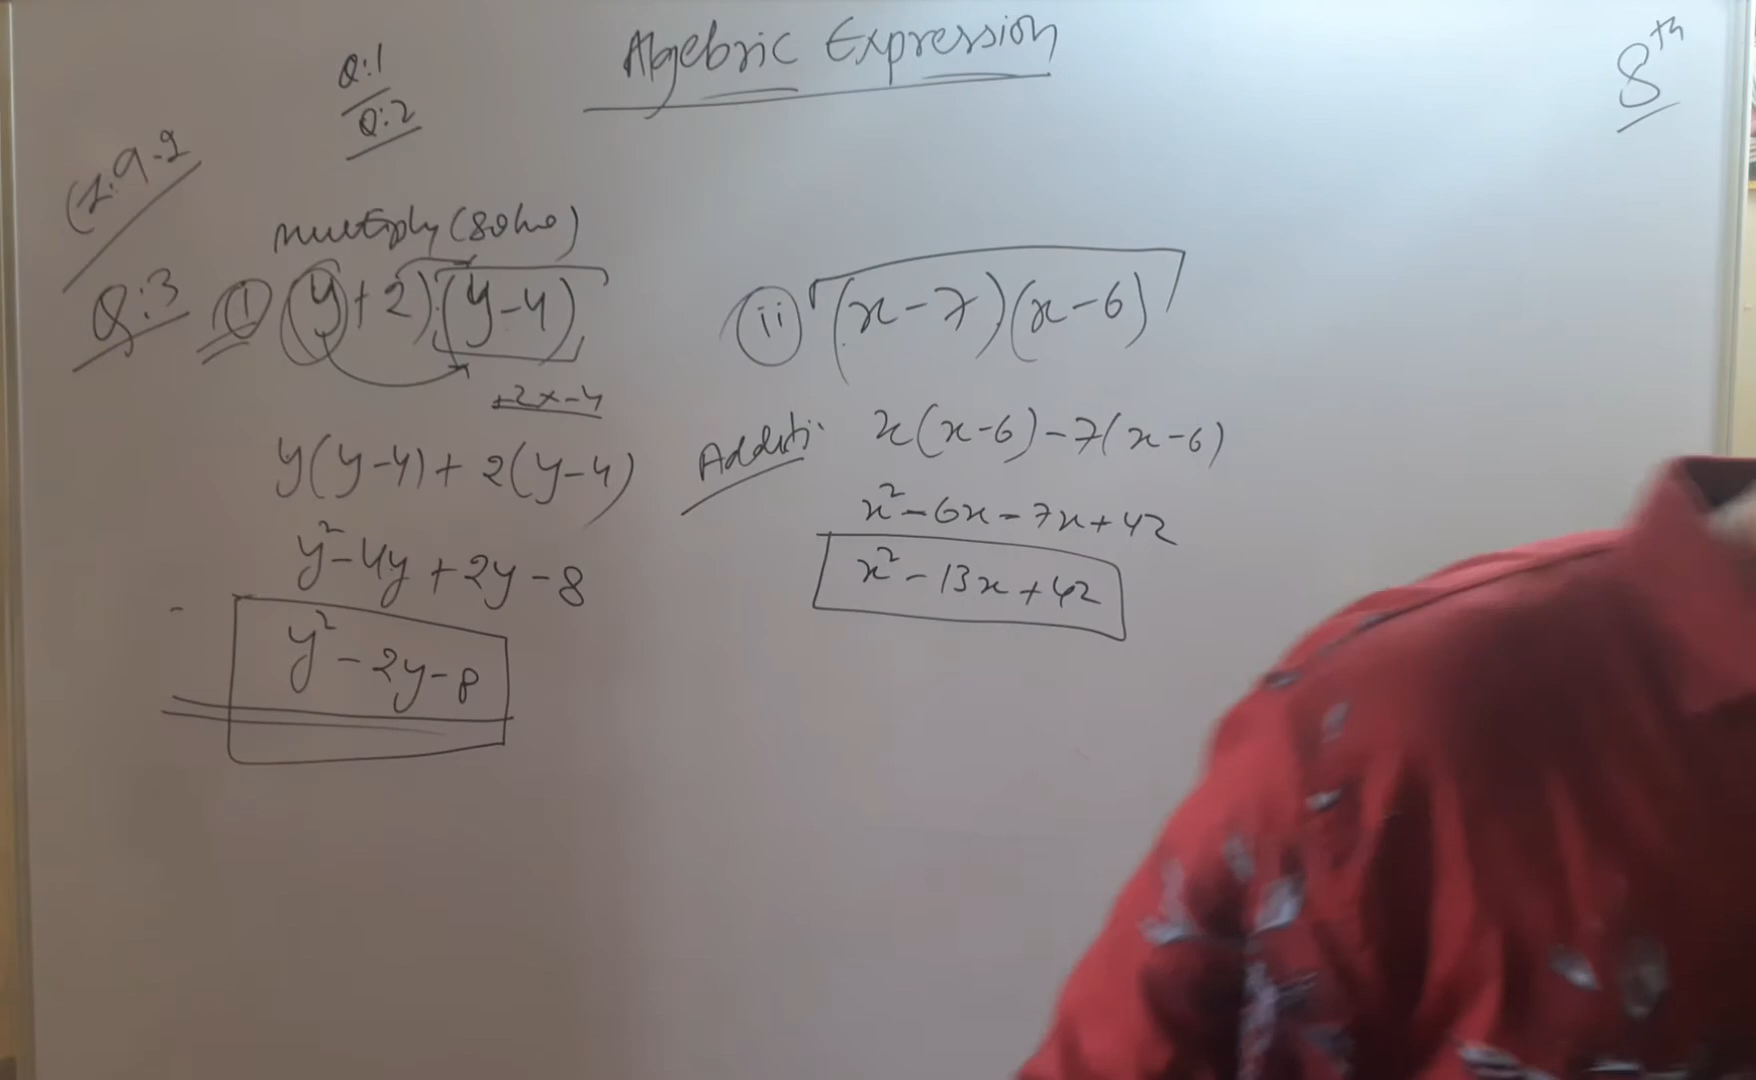 Algebric Expression
8th
Q:1
Q:2
9.2
multiply (solve)
Q:3 (i) (y+2)(y-4)
+2x-4
y(y-4)+2(y-4)
y²-4y+2y-8
y²-2y-8
(ii) (x-7)(x-6)
x(x-6)-7(x-6)
x²-6x-7x+42
x²-13x+42